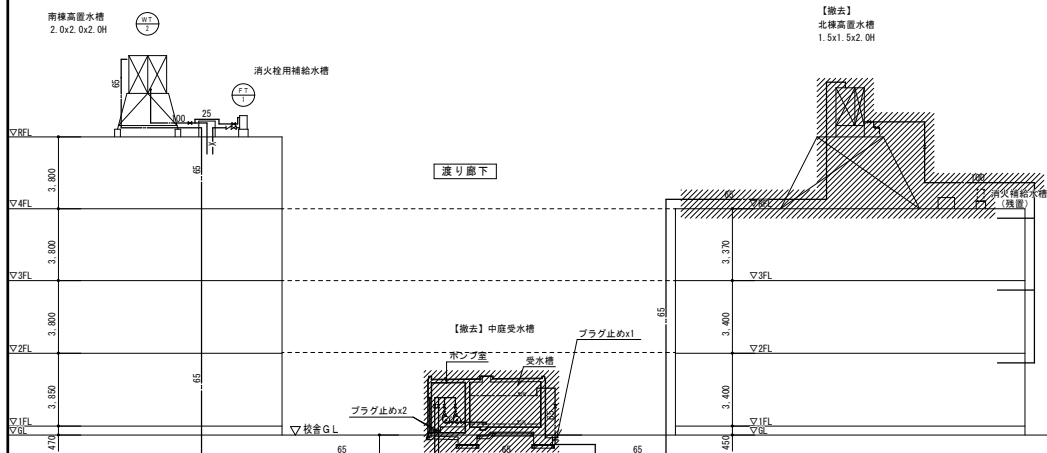 南棟高置水槽
2.0x2.0x2.0H
WT
2
消火栓用補給水槽
FT
1
【撤去】
北棟高置水槽
1.5x1.5x2.0H
65
100
25
▽RFL
65
3,800
渡り廊下
100
65
消火補給水槽
(残置)
▽4FL
▽RFL
3,800
3,370
▽3FL
▽3FL
3,800
65
3,400
【撤去】中庭受水槽
プラグ止めx1
▽2FL
▽2FL
ポンプ室
受水槽
65
3,850
3,400
プラグ止めx2
65
▽1FL
▽1FL
▽GL
▽校舎GL
▽GL
470
65
65
65
450